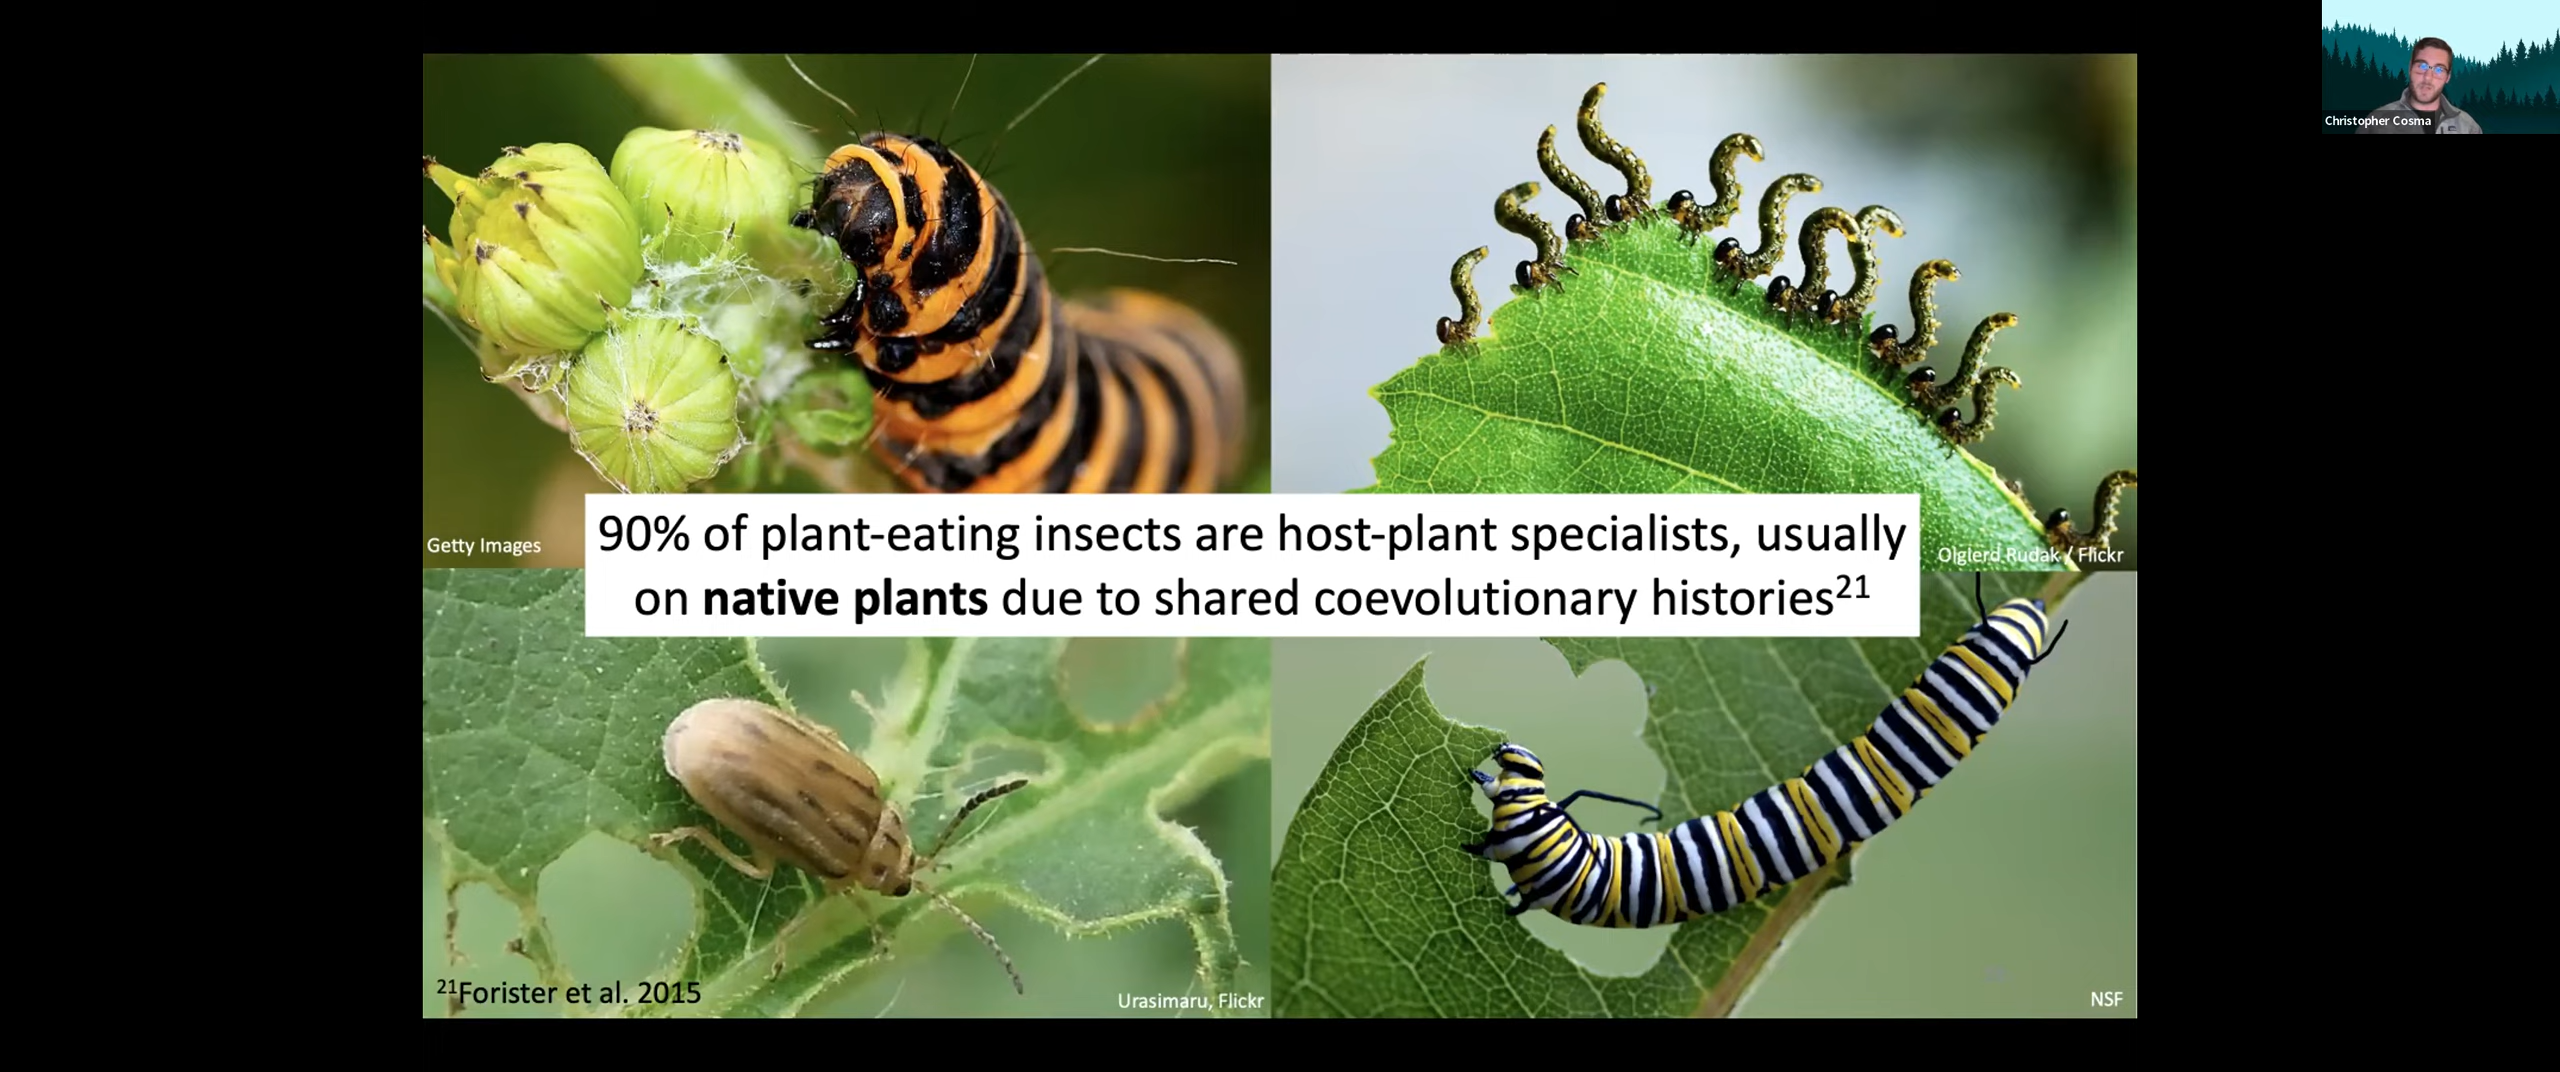 Christopher Cosma
Getty Images
Olgierd Rudak / Flickr
90% of plant-eating insects are host-plant specialists, usually
on native plants due to shared coevolutionary histories²¹
²¹Forister et al. 2015
Urasimaru, Flickr
NSF